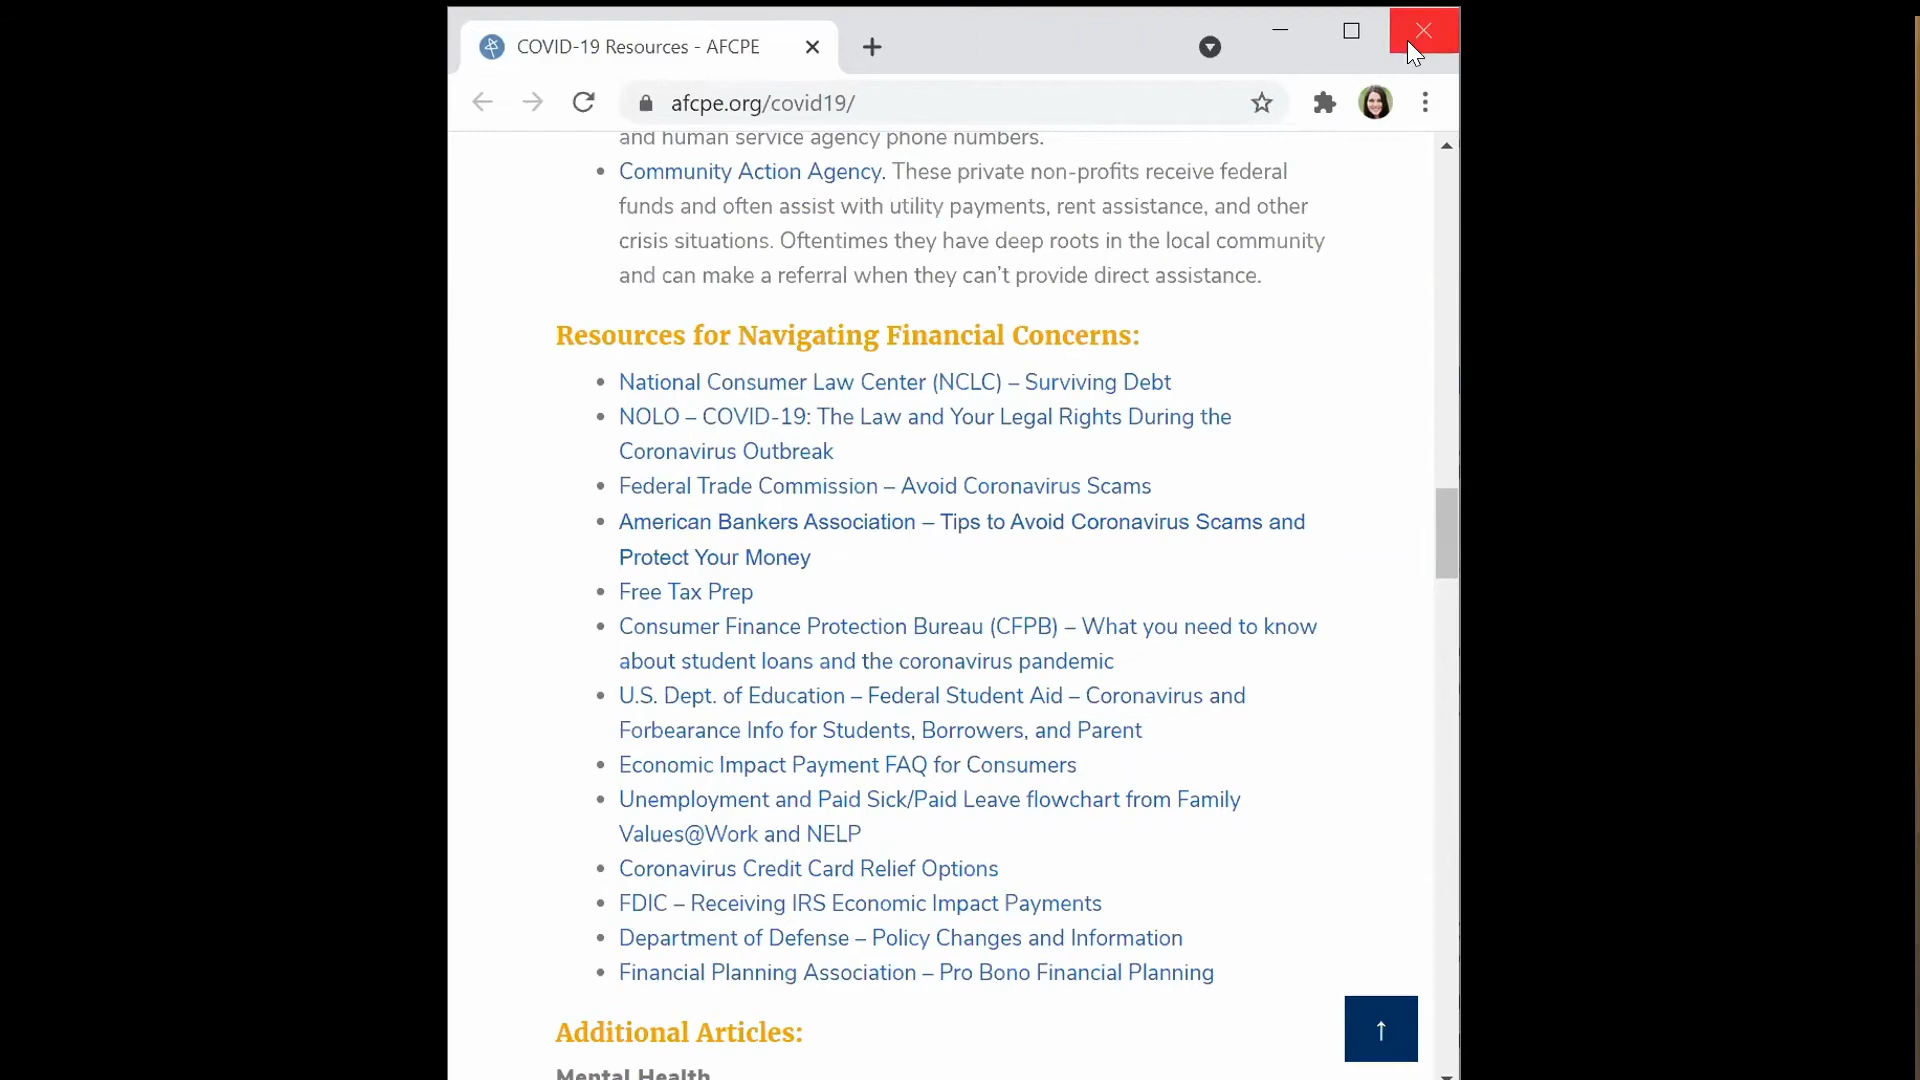 COVID-19 Resources - AFCPE
afcpe.org/covid19/
and human service agency phone numbers.
Community Action Agency. These private non-profits receive federal
funds and often assist with utility payments, rent assistance, and other
crisis situations. Oftentimes they have deep roots in the local community
and can make a referral when they can’t provide direct assistance.
Resources for Navigating Financial Concerns:
National Consumer Law Center (NCLC) – Surviving Debt
NOLO – COVID-19: The Law and Your Legal Rights During the
Coronavirus Outbreak
Federal Trade Commission – Avoid Coronavirus Scams
American Bankers Association – Tips to Avoid Coronavirus Scams and
Protect Your Money
Free Tax Prep
Consumer Finance Protection Bureau (CFPB) – What you need to know
about student loans and the coronavirus pandemic
U.S. Dept. of Education – Federal Student Aid – Coronavirus and
Forbearance Info for Students, Borrowers, and Parent
Economic Impact Payment FAQ for Consumers
Unemployment and Paid Sick/Paid Leave flowchart from Family
Values@Work and NELP
Coronavirus Credit Card Relief Options
FDIC – Receiving IRS Economic Impact Payments
Department of Defense – Policy Changes and Information
Financial Planning Association – Pro Bono Financial Planning
Additional Articles:
Mental Health